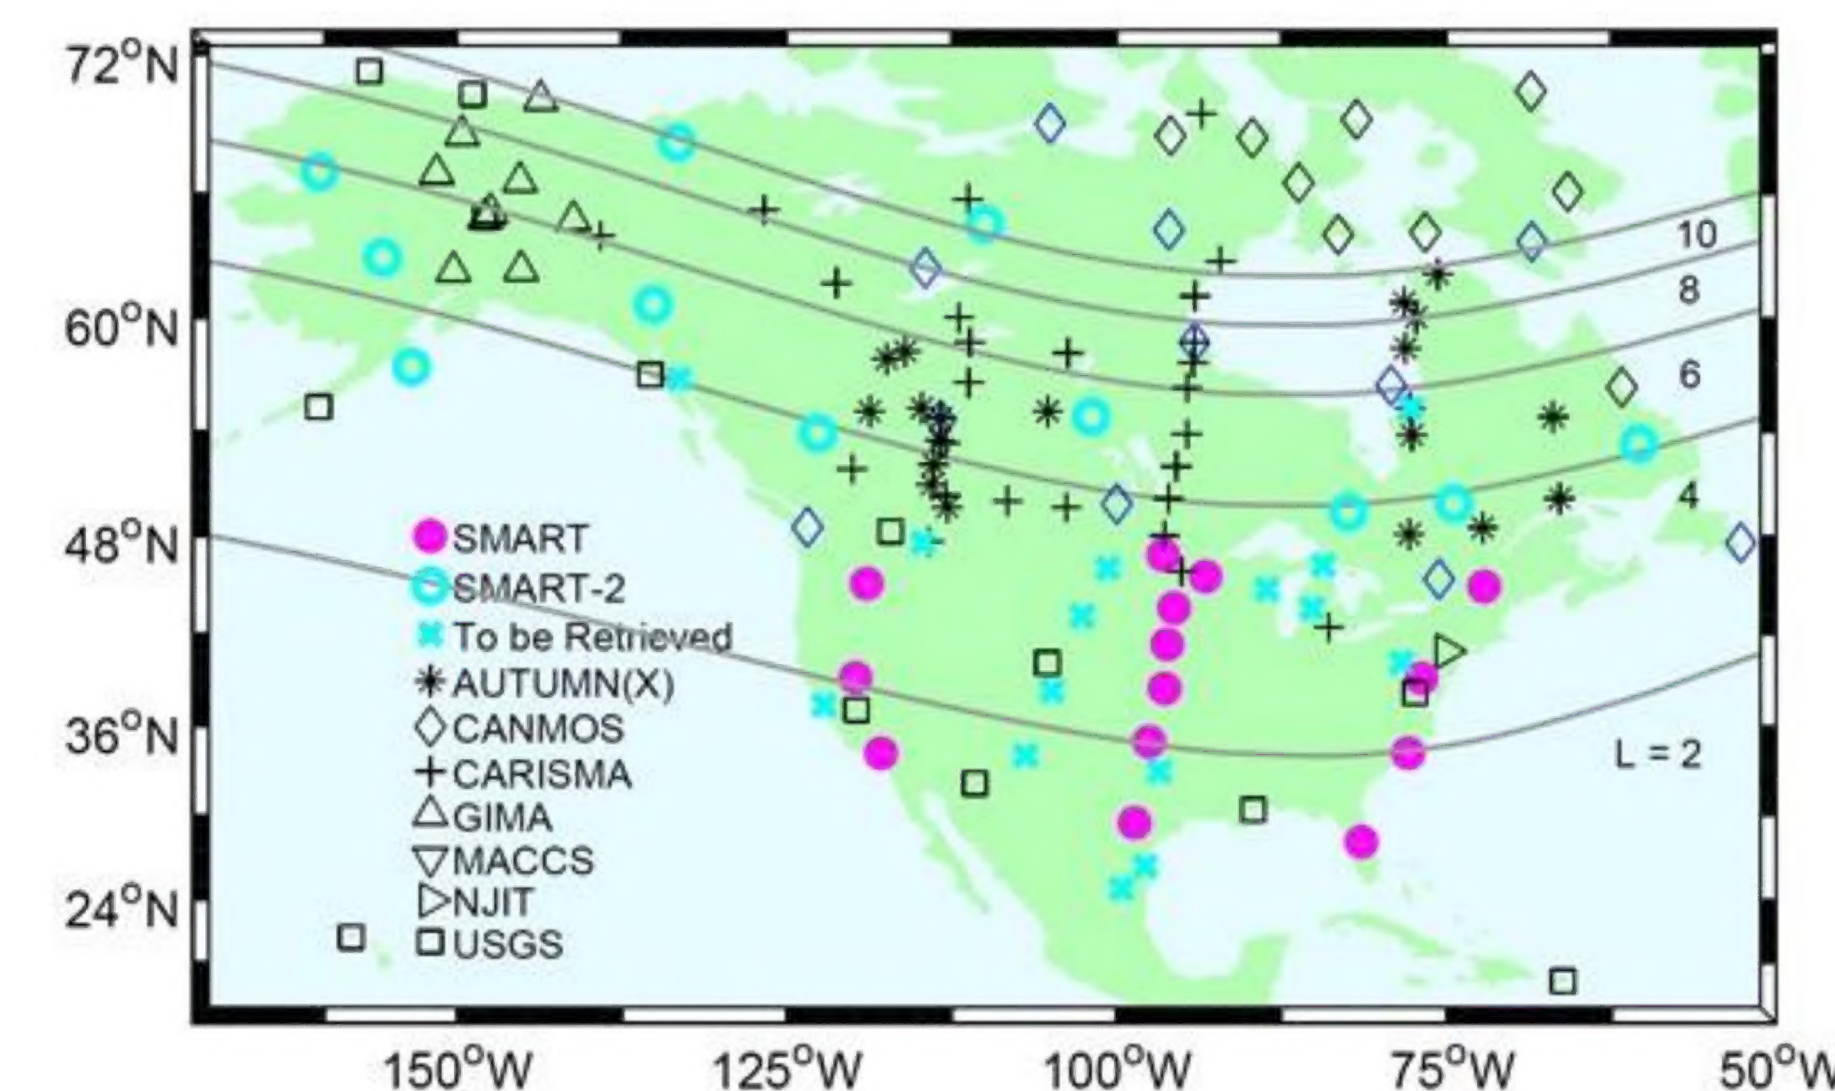 72°N
60°N
48°N
36°N
24°N
10
8
6
4
L = 2
SMART
SMART-2
To be Retrieved
AUTUMN(X)
CANMOS
CARISMA
GIMA
MACCS
NJIT
USGS
150°W
125°W
100°W
75°W
50°W